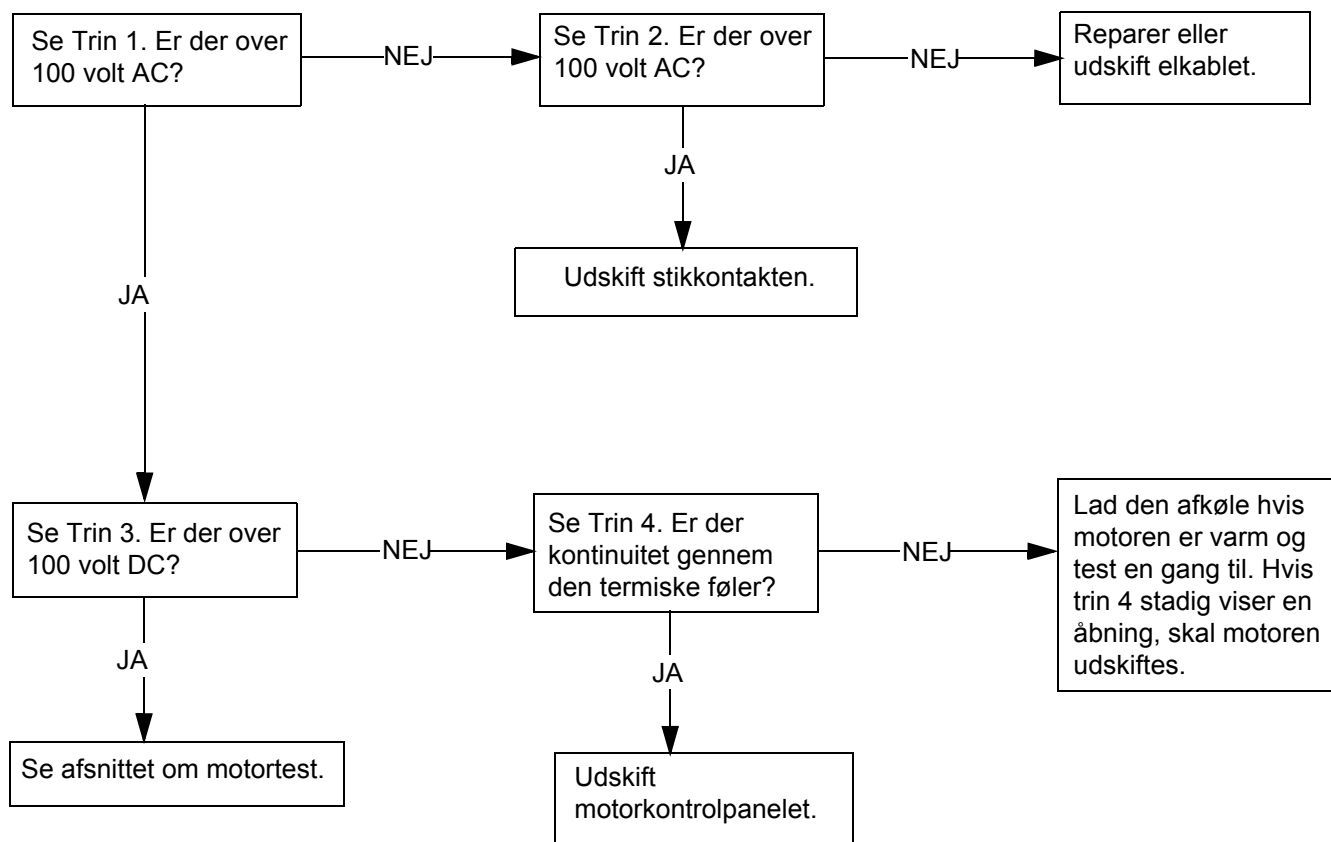 Se Trin 1. Er der over
100 volt AC?
NEJ
Se Trin 2. Er der over
100 volt AC?
NEJ
Reparer eller
udskift elkablet.
JA
Udskift stikkontakten.
JA
Se Trin 3. Er der over
100 volt DC?
NEJ
Se Trin 4. Er der
kontinuitet gennem
den termiske føler?
NEJ
Lad den afkøle hvis
motoren er varm og
test en gang til. Hvis
trin 4 stadig viser en
åbning, skal motoren
udskiftes.
JA
Se afsnittet om motortest.
JA
Udskift
motorkontrolpanelet.